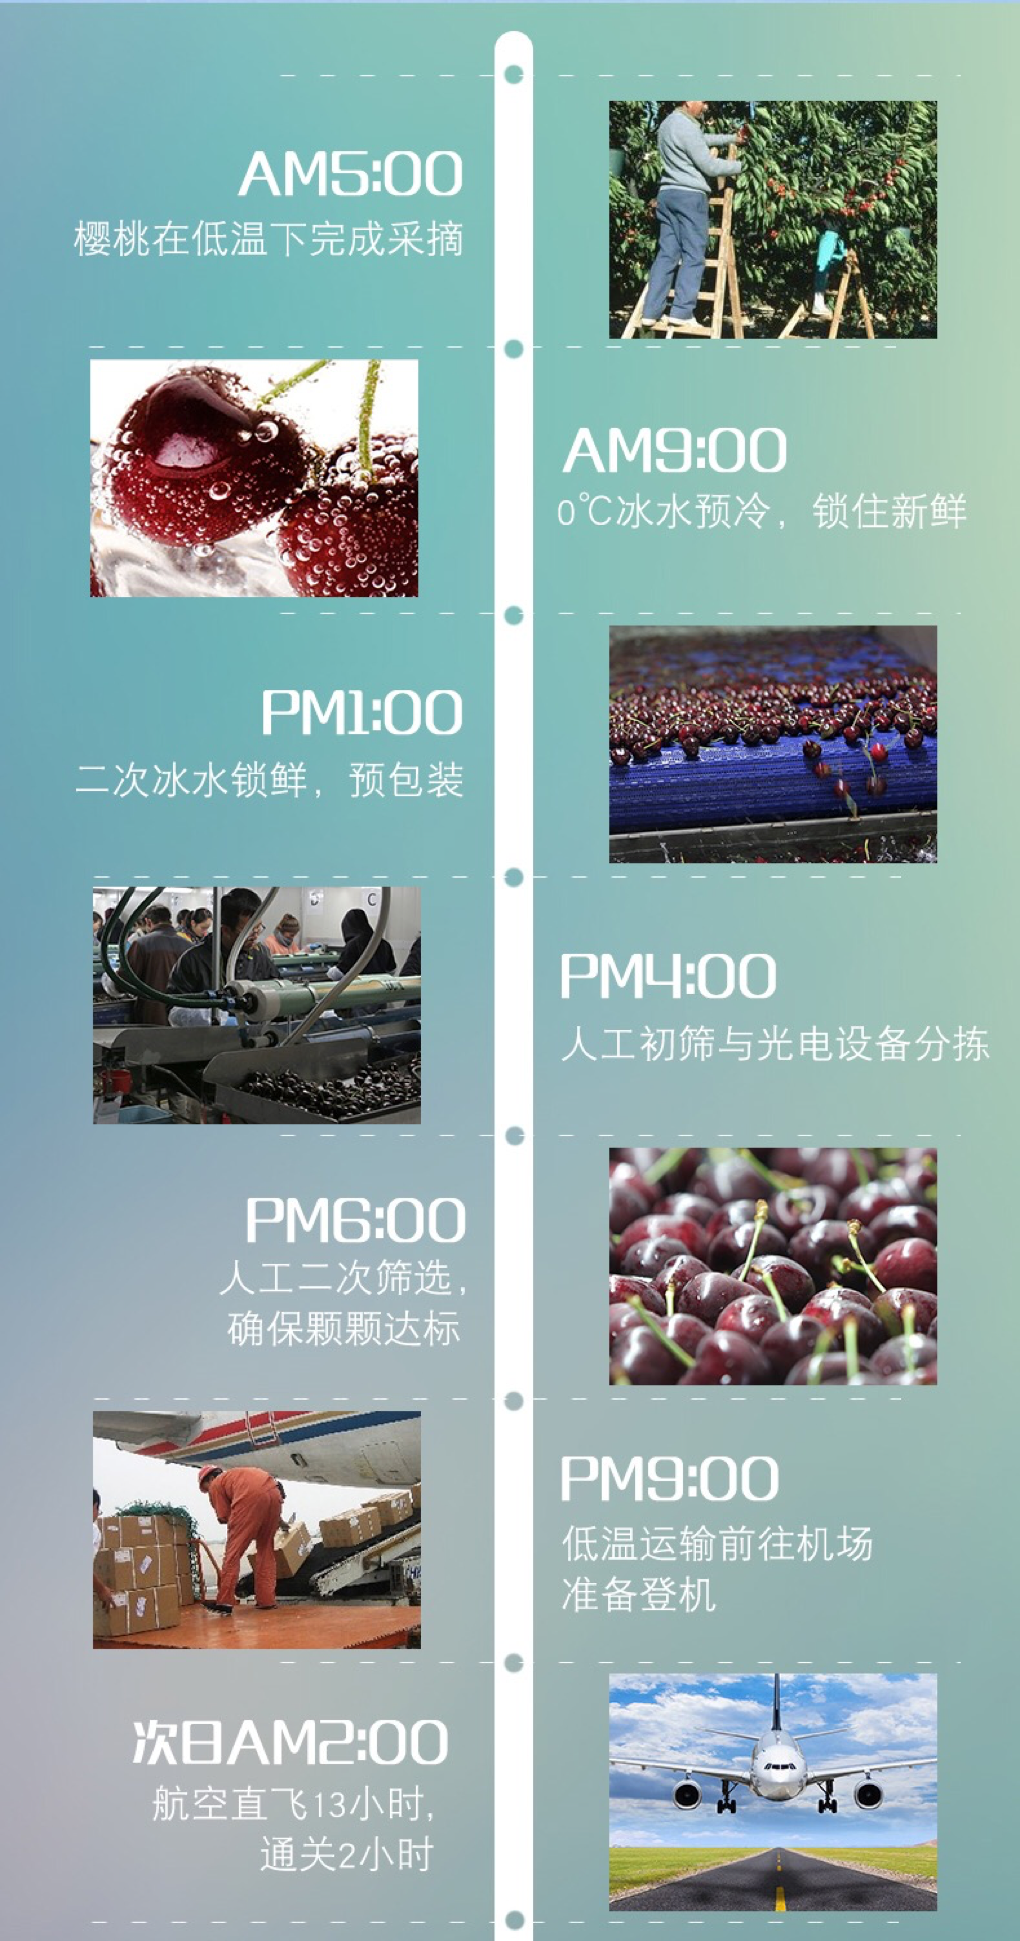 AM5:00
樱桃在低温下完成采摘
AM9:00
0℃冰水预冷，锁住新鲜
PM1:00
二次冰水锁鲜，预包装
C
PM4:00
人工初筛与光电设备分拣
PM6:00
人工二次筛选，
确保颗颗达标
PM9:00
低温运输前往机场
准备登机
次日AM2:00
航空直飞13小时，
通关2小时